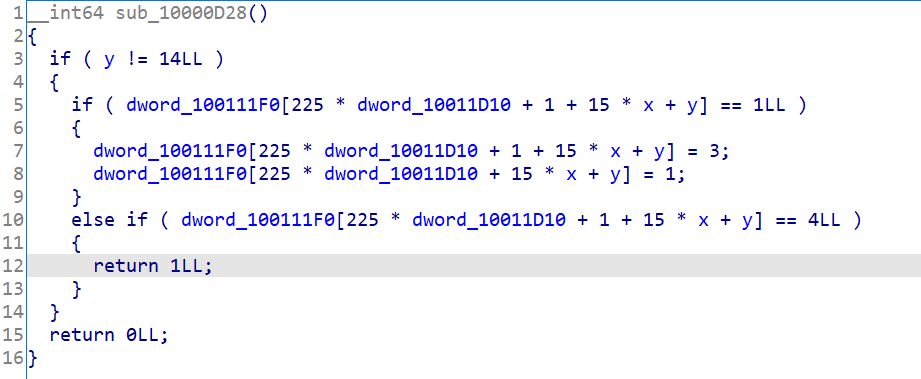 1 __int64 sub_10000D28()
2 {
3   if ( y != 14LL )
4   {
5     if ( dword_100111F0[225 * dword_10011D10 + 1 + 15 * x + y] == 1LL )
6     {
7       dword_100111F0[225 * dword_10011D10 + 1 + 15 * x + y] = 3;
8       dword_100111F0[225 * dword_10011D10 + 15 * x + y] = 1;
9     }
10     else if ( dword_100111F0[225 * dword_10011D10 + 1 + 15 * x + y] == 4LL )
11     {
12       return 1LL;
13     }
14   }
15   return 0LL;
16 }